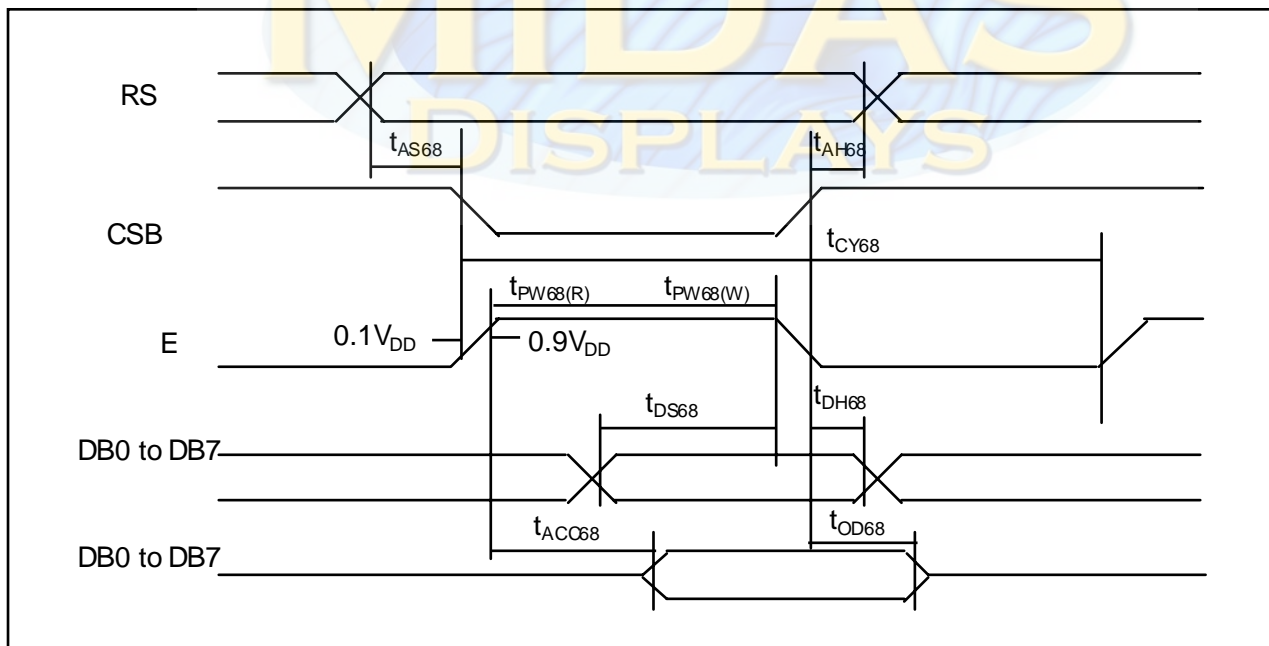 MIDAS
DISPLAYS
RS
tAS68
tAH68
CSB
tCY68
tPW68(R)
tPW68(W)
E
0.1VDD
0.9VDD
tDS68
tDH68
DB0 to DB7
tACC68
tOD68
DB0 to DB7